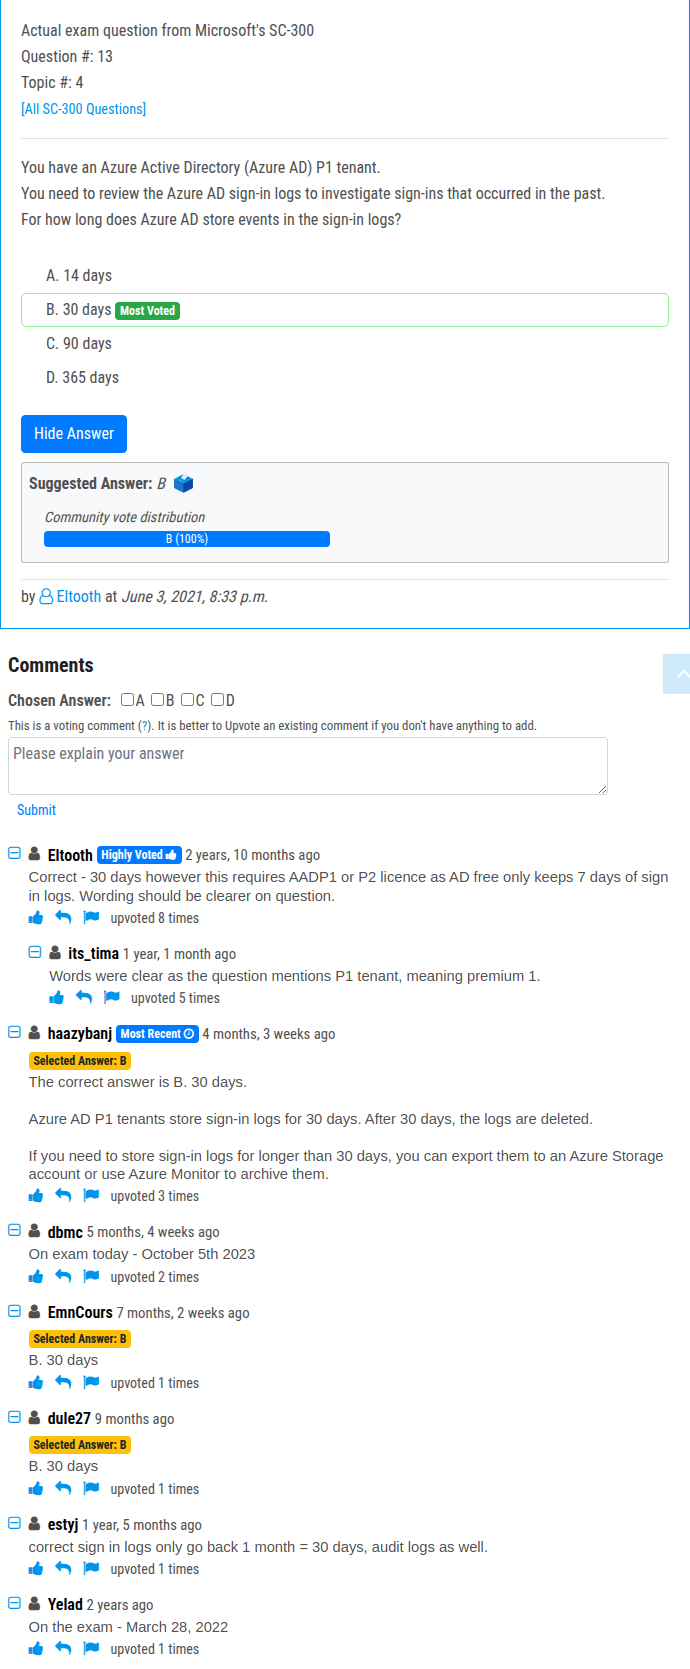 Actual exam question from Microsoft's SC-300
Question #: 13
Topic #: 4
[All SC-300 Questions]
You have an Azure Active Directory (Azure AD) P1 tenant.
You need to review the Azure AD sign-in logs to investigate sign-ins that occurred in the past.
For how long does Azure AD store events in the sign-in logs?
A. 14 days
B. 30 days Most Voted
C. 90 days
D. 365 days
Hide Answer
Suggested Answer: B
Community vote distribution
B (100%)
by Eltooth at June 3, 2021, 8:33 p.m.
Comments
Chosen Answer: A B C D
This is a voting comment (?). It is better to Upvote an existing comment if you don't have anything to add.
Please explain your answer
Submit
Eltooth Highly Voted 2 years, 10 months ago
Correct - 30 days however this requires AADP1 or P2 licence as AD free only keeps 7 days of sign
in logs. Wording should be clearer on question.
upvoted 8 times
its_tima 1 year, 1 month ago
Words were clear as the question mentions P1 tenant, meaning premium 1.
upvoted 5 times
haazybanj Most Recent 4 months, 3 weeks ago
Selected Answer: B
The correct answer is B. 30 days.
Azure AD P1 tenants store sign-in logs for 30 days. After 30 days, the logs are deleted.
If you need to store sign-in logs for longer than 30 days, you can export them to an Azure Storage
account or use Azure Monitor to archive them.
upvoted 3 times
dbmc 5 months, 4 weeks ago
On exam today - October 5th 2023
upvoted 2 times
EmnCours 7 months, 2 weeks ago
Selected Answer: B
B. 30 days
upvoted 1 times
dule27 9 months ago
Selected Answer: B
B. 30 days
upvoted 1 times
estyj 1 year, 5 months ago
correct sign in logs only go back 1 month = 30 days, audit logs as well.
upvoted 1 times
Yelad 2 years ago
On the exam - March 28, 2022
upvoted 1 times